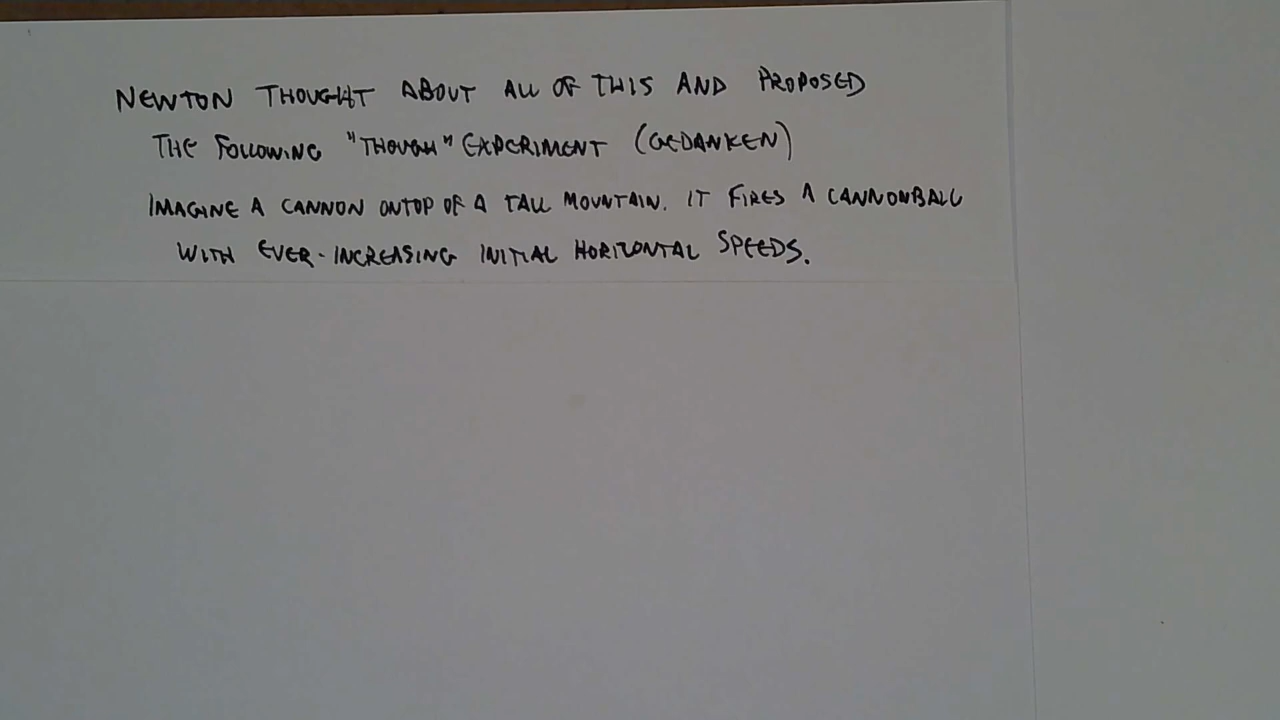 NEWTON THOUGHT ABOUT ALL OF THIS AND PROPOSED
THE FOLLOWING "THOUGH" EXPERIMENT (GEDANKEN)
IMAGINE A CANNON ONTOP OF A TALL MOUNTAIN. IT FIRES A CANNONBALL
WITH EVER-INCREASING INITIAL HORIZONTAL SPEEDS.